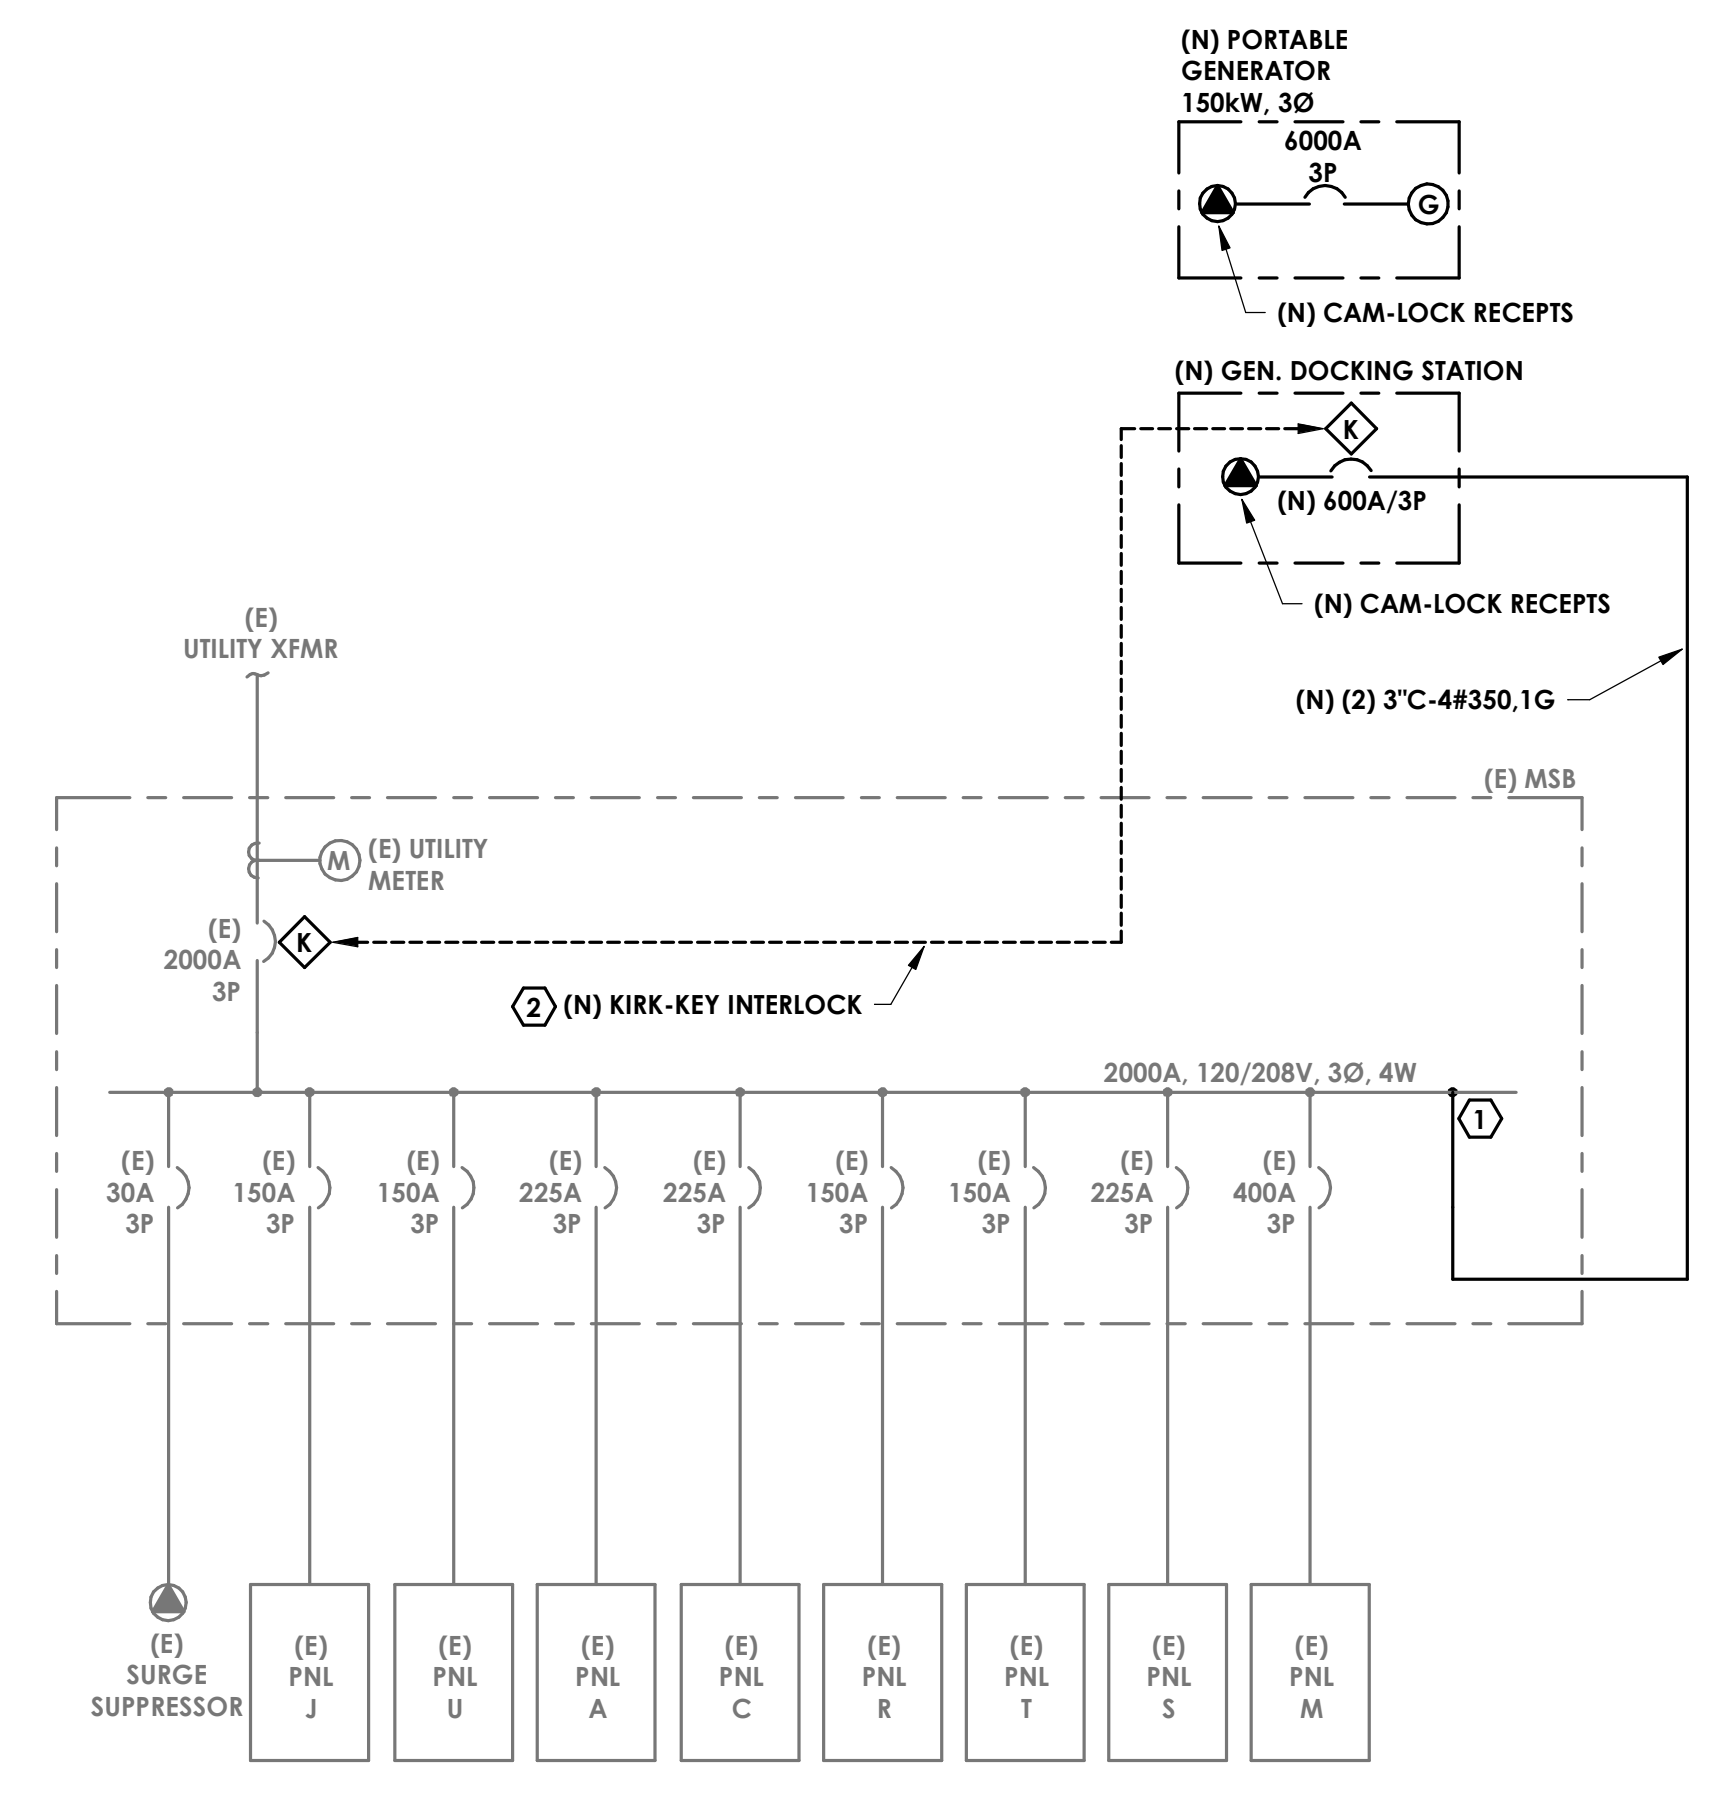 (N) PORTABLE
GENERATOR
150kW, 3Ø
6000A
3P
G
(N) CAM-LOCK RECEPTS
(N) GEN. DOCKING STATION
K
(N) 600A/3P
(N) CAM-LOCK RECEPTS
(E)
UTILITY XFMR
(N) (2) 3"C-4#350,1G
(E) MSB
M
(E) UTILITY
METER
(E)
2000A
3P
K
2 (N) KIRK-KEY INTERLOCK
2000A, 120/208V, 3Ø, 4W
1
(E)
30A
3P
(E)
150A
3P
(E)
150A
3P
(E)
225A
3P
(E)
225A
3P
(E)
150A
3P
(E)
150A
3P
(E)
225A
3P
(E)
400A
3P
(E)
SURGE
SUPPRESSOR
(E)
PNL
J
(E)
PNL
U
(E)
PNL
A
(E)
PNL
C
(E)
PNL
R
(E)
PNL
T
(E)
PNL
S
(E)
PNL
M